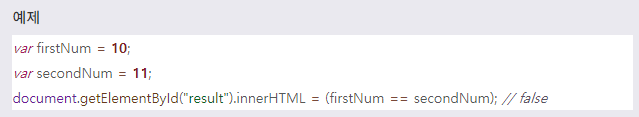 예제
var firstNum = 10;
var secondNum = 11;
document.getElementById("result").innerHTML = (firstNum == secondNum); // false